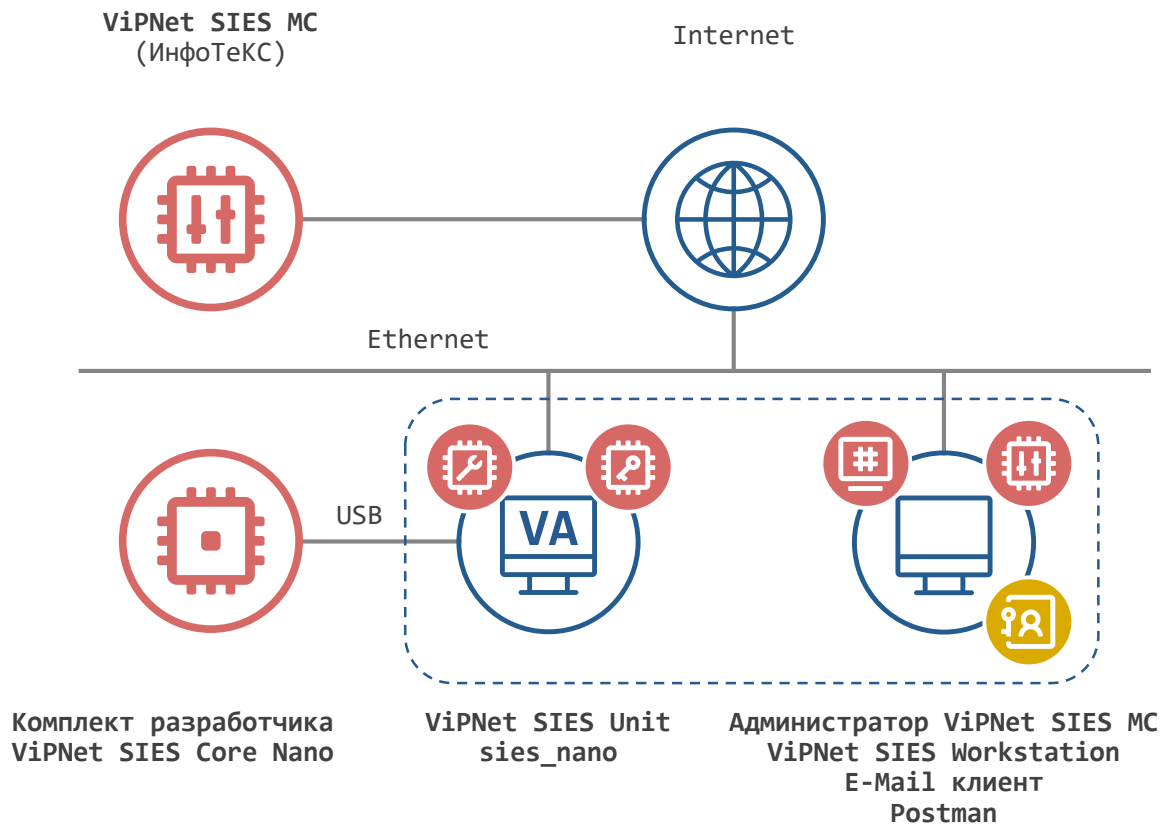 ViPNet SIES MC
(ИнфоТеКС)
Internet
Ethernet
USB
VA
#
Комплект разработчика
ViPNet SIES Core Nano
ViPNet SIES Unit
sies_nano
Администратор ViPNet SIES MC
ViPNet SIES Workstation
E-Mail клиент
Postman